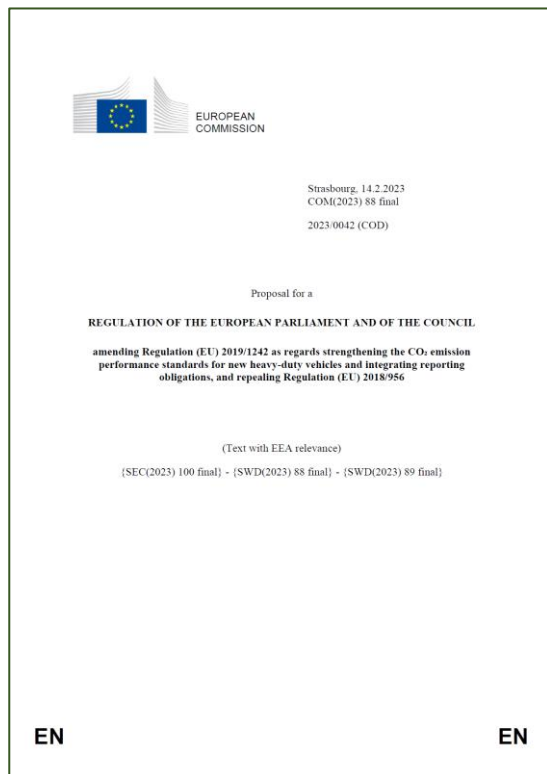 EUROPEAN
COMMISSION
Strasbourg, 14.2.2023
COM(2023) 88 final
2023/0042 (COD)
Proposal for a
REGULATION OF THE EUROPEAN PARLIAMENT AND OF THE COUNCIL
amending Regulation (EU) 2019/1242 as regards strengthening the CO₂ emission
performance standards for new heavy-duty vehicles and integrating reporting
obligations, and repealing Regulation (EU) 2018/956
(Text with EEA relevance)
{SEC(2023) 100 final} - {SWD(2023) 88 final} - {SWD(2023) 89 final}
EN EN